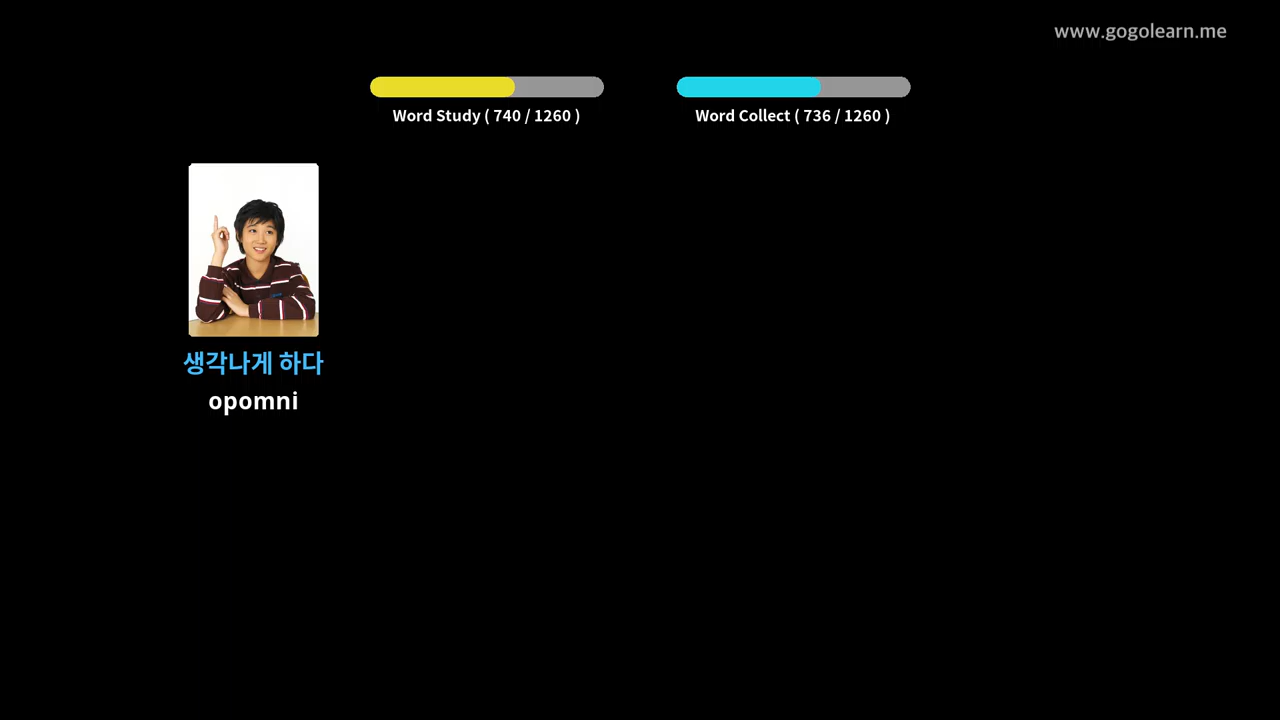 www.gogolearn.me
Word Study ( 740 / 1260 )
Word Collect ( 736 / 1260 )
생각나게 하다
opomni